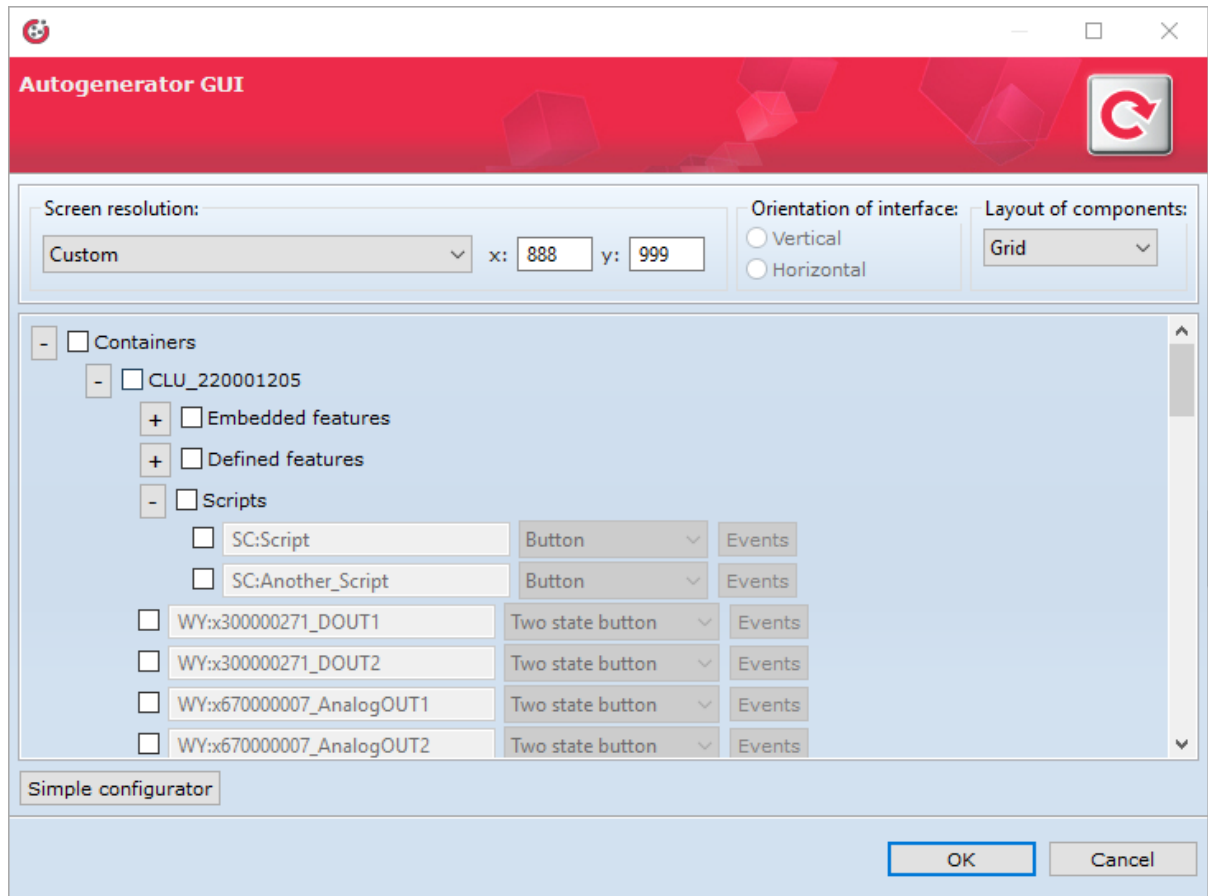 Autogenerator GUI
Screen resolution: Orientation of interface: Layout of components:
Custom x: 888 y: 999 Vertical Grid
Horizontal
- Containers
- CLU_220001205
+ Embedded features
+ Defined features
- Scripts
SC:Script Button Events
SC:Another_Script Button Events
WY:x300000271_DOUT1 Two state button Events
WY:x300000271_DOUT2 Two state button Events
WY:x670000007_AnalogOUT1 Two state button Events
WY:x670000007_AnalogOUT2 Two state button Events
Simple configurator
OK Cancel